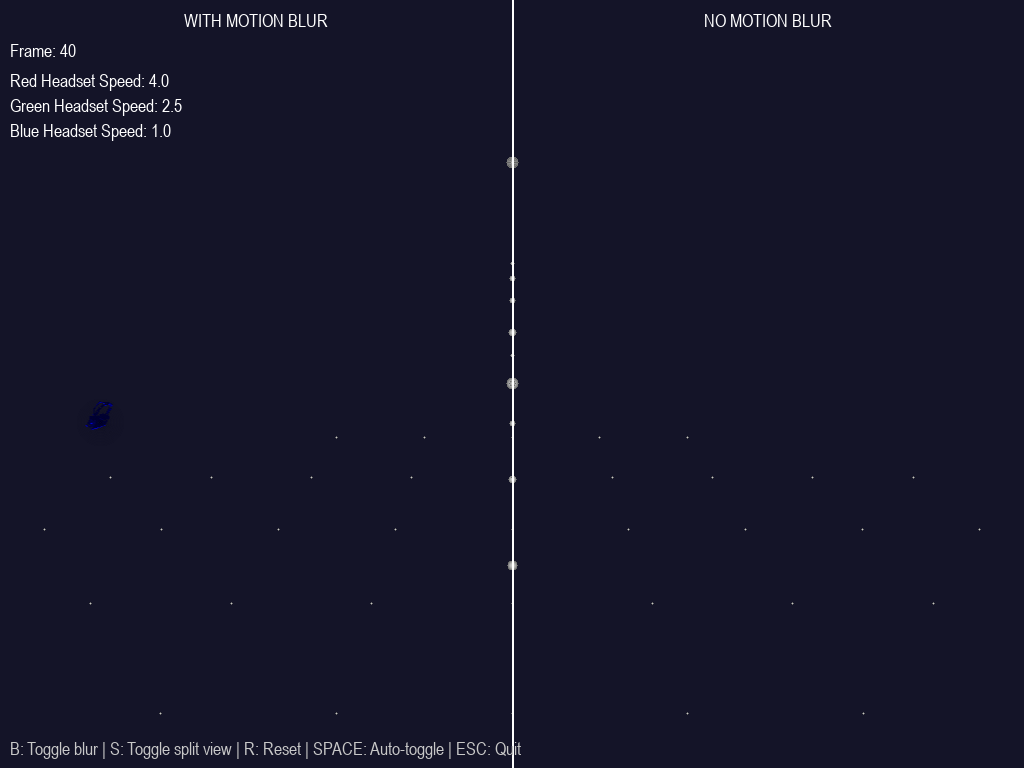 WITH MOTION BLUR
NO MOTION BLUR
Frame: 40
Red Headset Speed: 4.0
Green Headset Speed: 2.5
Blue Headset Speed: 1.0
B: Toggle blur | S: Toggle split view | R: Reset | SPACE: Auto-toggle | ESC: Quit